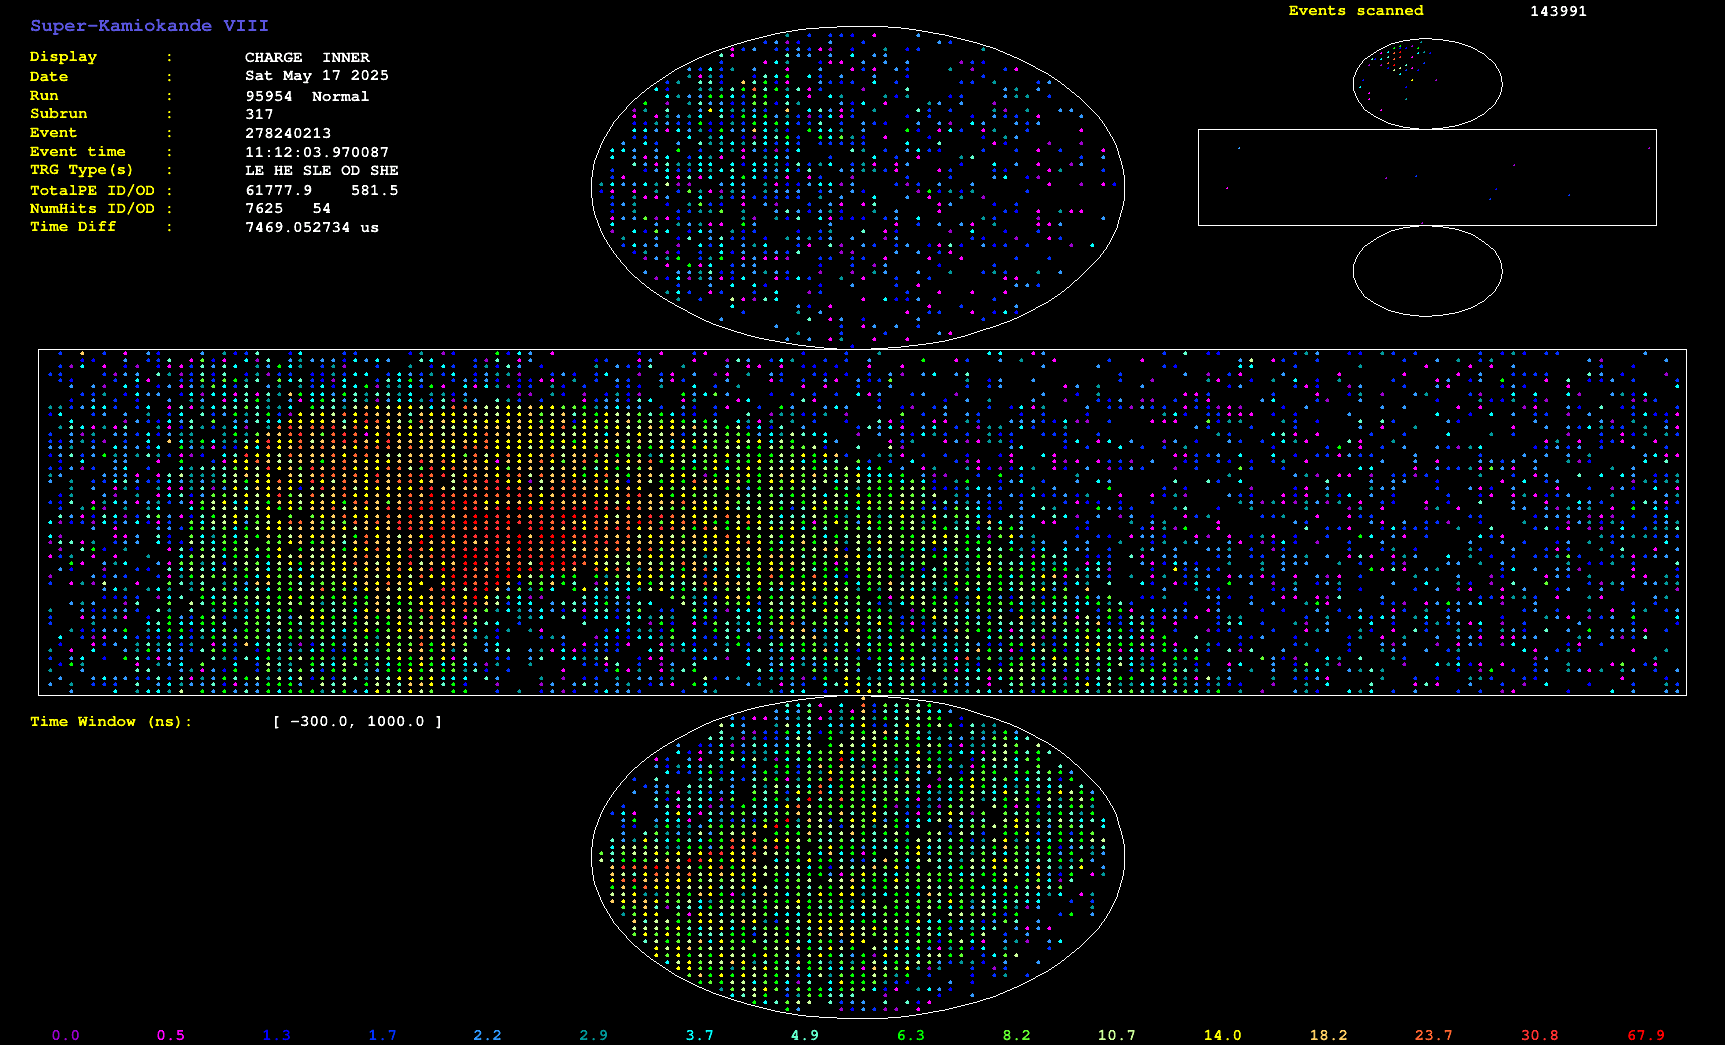 Super-Kamiokande VIII
Events scanned 143991
Display : CHARGE INNER
Date : Sat May 17 2025
Run : 95954 Normal
Subrun : 317
Event : 278240213
Event time : 11:12:03.970087
TRG Type(s) : LE HE SLE OD SHE
TotalPE ID/OD : 61777.9 581.5
NumHits ID/OD : 7625 54
Time Diff : 7469.052734 us
Time Window (ns): [ -300.0, 1000.0 ]
0.0 0.5 1.3 1.7 2.2 2.9 3.7 4.9 6.3 8.2 10.7 14.0 18.2 23.7 30.8 67.9